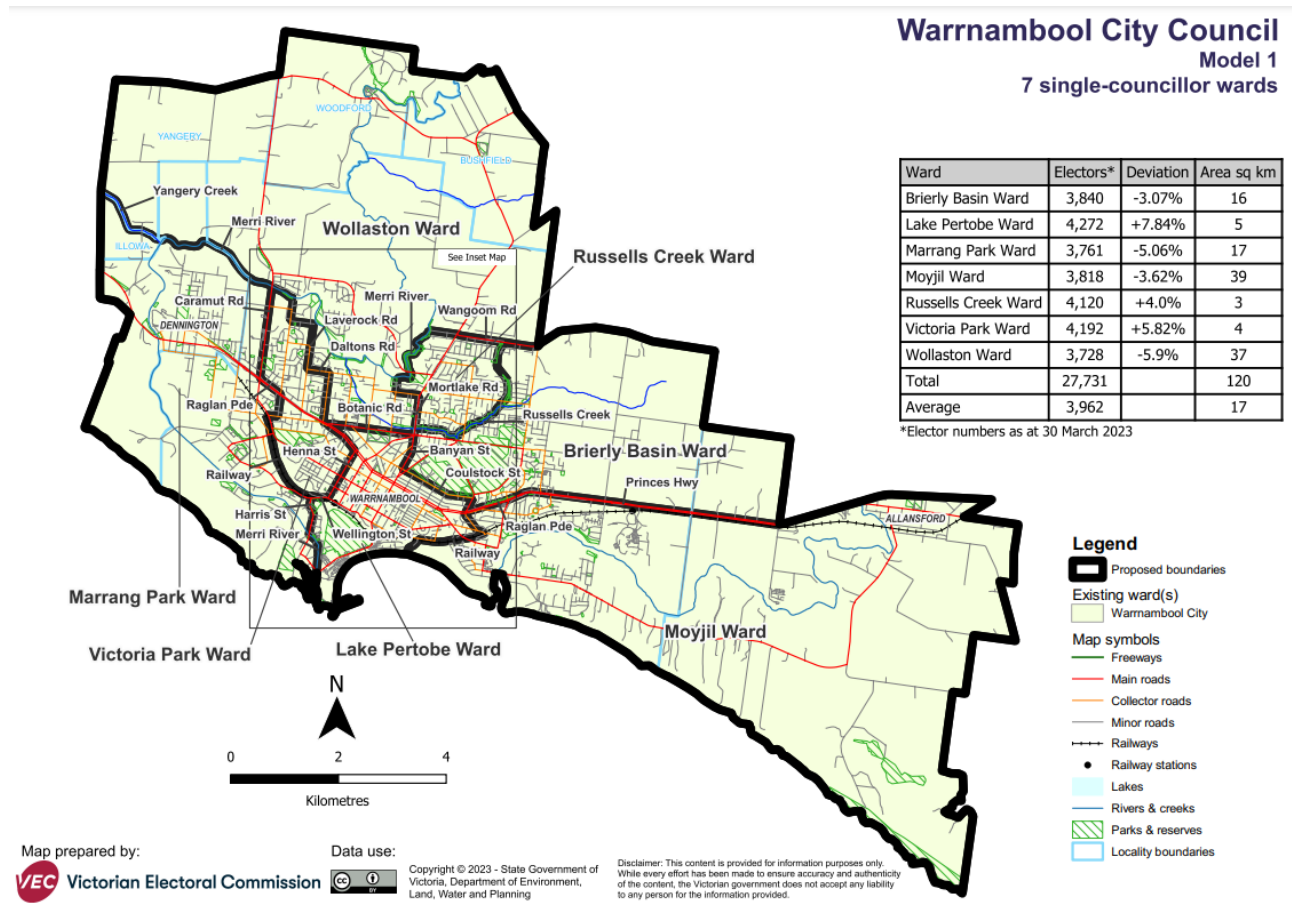 Warrnambool City Council
Model 1
7 single-councillor wards
Ward Electors* Deviation Area sq km
Brierly Basin Ward 3,840 -3.07% 16
Lake Pertobe Ward 4,272 +7.84% 5
Marrang Park Ward 3,761 -5.06% 17
Moyjil Ward 3,818 -3.62% 39
Russells Creek Ward 4,120 +4.0% 3
Victoria Park Ward 4,192 +5.82% 4
Wollaston Ward 3,728 -5.9% 37
Total 27,731 120
Average 3,962 17
*Elector numbers as at 30 March 2023
WOODFORD
YANGERY
BUSHFIELD
Yangery Creek
Merri River
Wollaston Ward
ILLOWA
See Inset Map
Russells Creek Ward
Caramut Rd
Merri River
Wangoom Rd
Laverock Rd
DENNINGTON
Daltons Rd
Mortlake Rd
Raglan Pde
Botanic Rd
Russells Creek
Henna St
Banyan St
Brierly Basin Ward
Railway
Coulstock St
Princes Hwy
WARRNAMBOOL
Harris St
ALLANSFORD
Merri River
Wellington St
Raglan Pde
Railway
Marrang Park Ward
Moyjil Ward
Victoria Park Ward
Lake Pertobe Ward
N
0 2 4
Kilometres
Legend
Proposed boundaries
Existing ward(s)
Warrnambool City
Map symbols
Freeways
Main roads
Collector roads
Minor roads
Railways
Railway stations
Lakes
Rivers & creeks
Parks & reserves
Locality boundaries
Map prepared by:
VEC Victorian Electoral Commission
Data use:
cc BY
Copyright © 2023 - State Government of
Victoria, Department of Environment,
Land, Water and Planning
Disclaimer: This content is provided for information purposes only.
While every effort has been made to ensure accuracy and authenticity
of the content, the Victorian government does not accept any liability
to any person for the information provided.